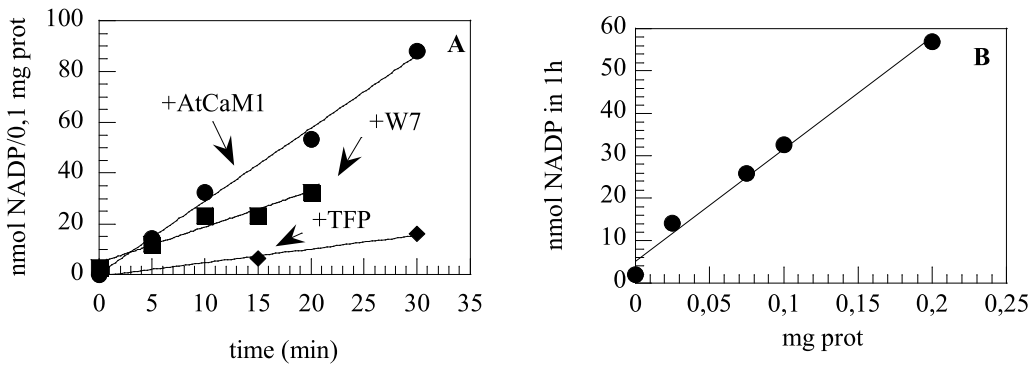 nmol NADP/0,1 mg prot
100
80
60
40
20
0
A
+AtCaM1
+W7
+TFP
0 5 10 15 20 25 30 35
time (min)
nmol NADP in 1h
60
50
40
30
20
10
0
B
0 0,05 0,1 0,15 0,2 0,25
mg prot